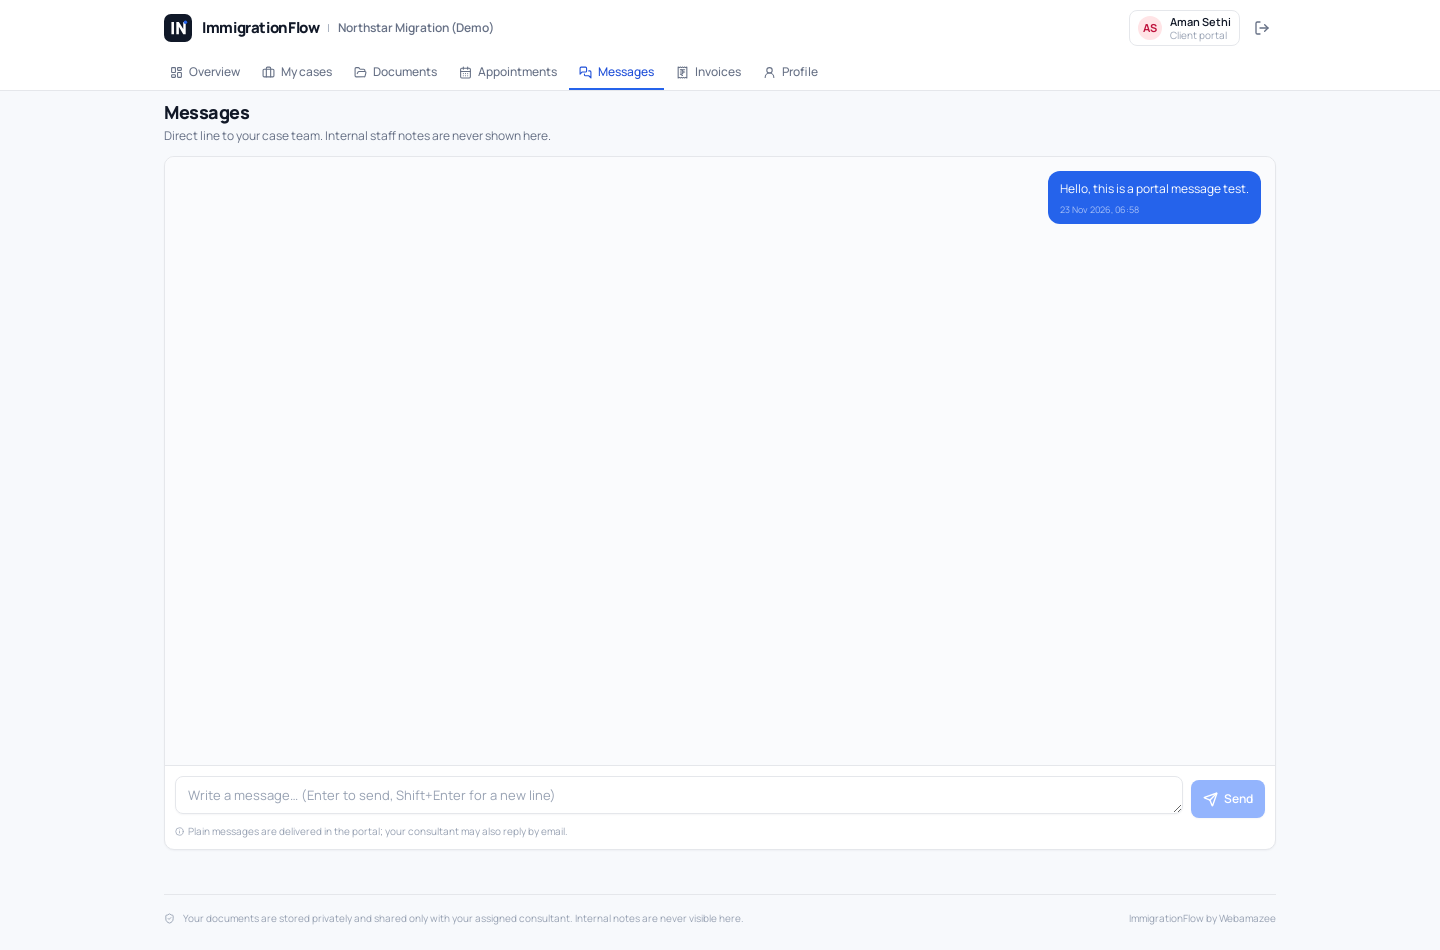 IN ImmigrationFlow | Northstar Migration (Demo)
AS Aman Sethi
Client portal
Overview My cases Documents Appointments Messages Invoices Profile
Messages
Direct line to your case team. Internal staff notes are never shown here.
Hello, this is a portal message test.
23 Nov 2026, 06:58
Write a message... (Enter to send, Shift+Enter for a new line)
Send
Plain messages are delivered in the portal; your consultant may also reply by email.
Your documents are stored privately and shared only with your assigned consultant. Internal notes are never visible here.
ImmigrationFlow by Webamazee